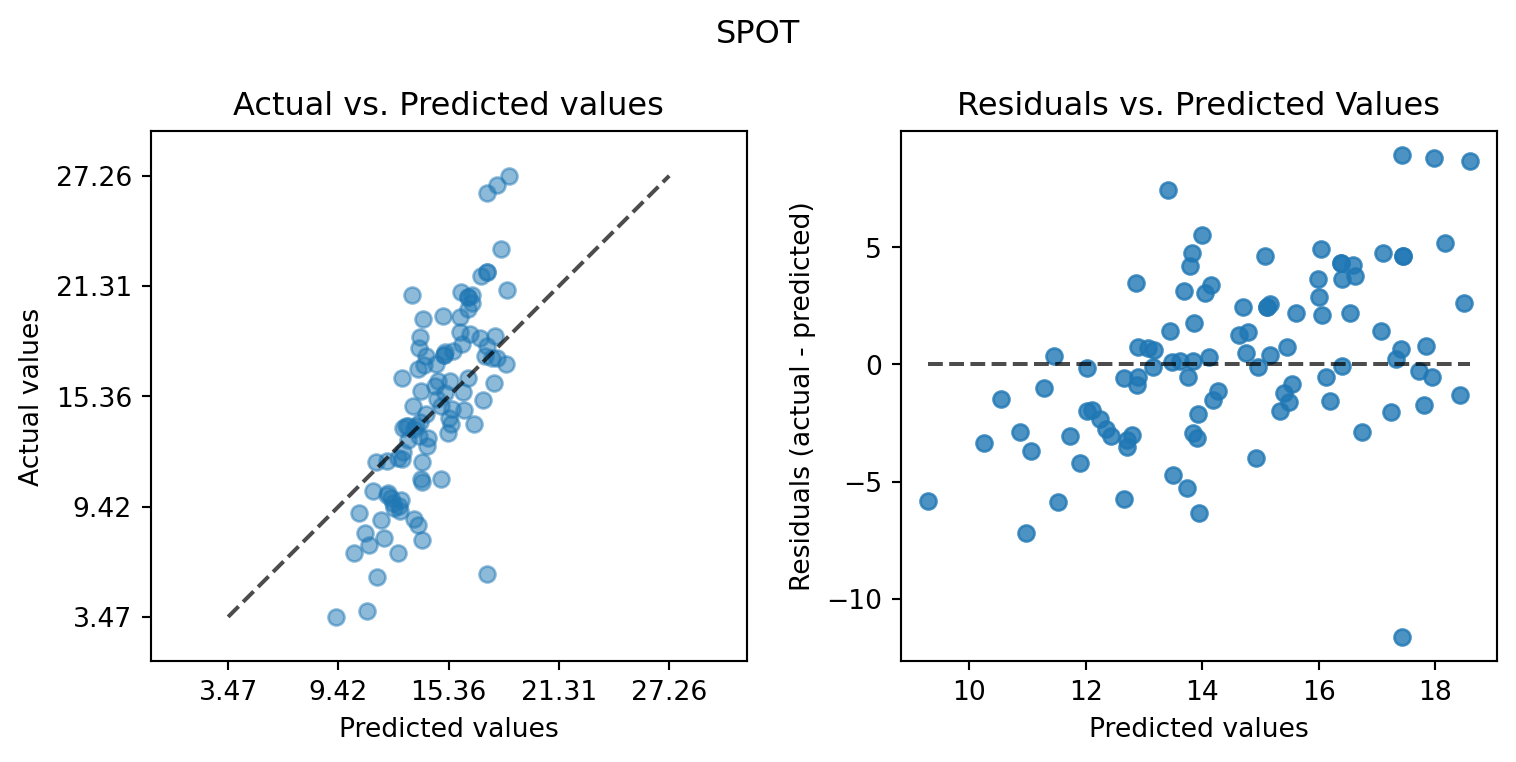 SPOT
Actual vs. Predicted values
27.26
21.31
15.36
9.42
3.47
Actual values
3.47 9.42 15.36 21.31 27.26
Predicted values
Residuals vs. Predicted Values
5
0
−5
−10
Residuals (actual - predicted)
10 12 14 16 18
Predicted values